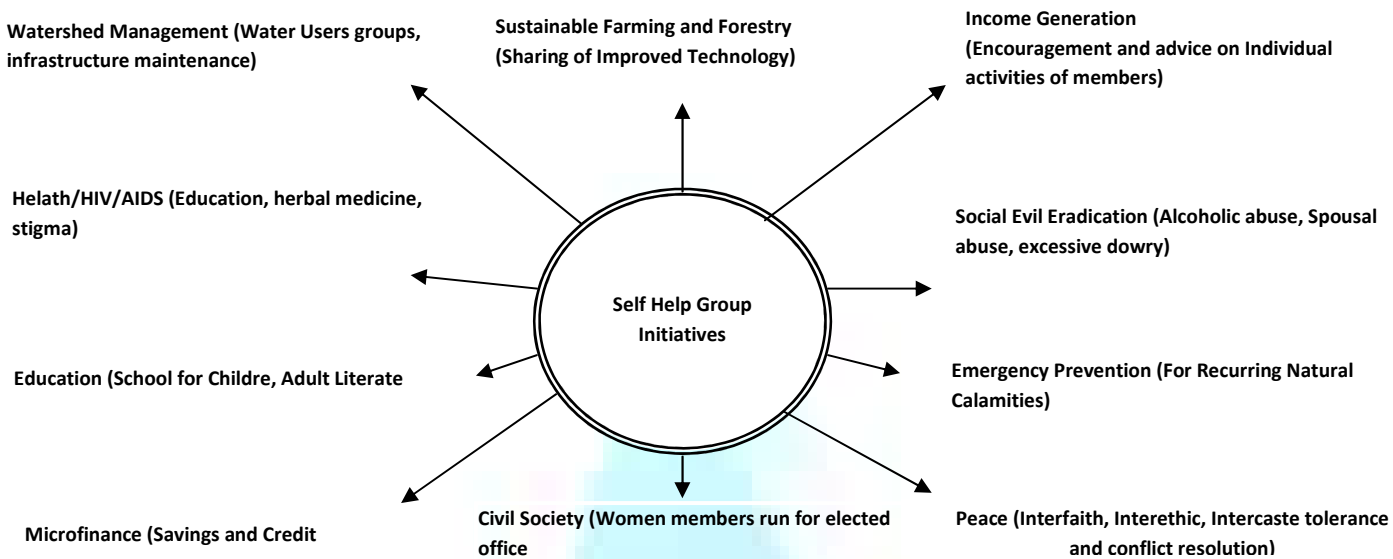 Watershed Management (Water Users groups,
infrastructure maintenance)
Sustainable Farming and Forestry
(Sharing of Improved Technology)
Income Generation
(Encouragement and advice on Individual
activities of members)
Helath/HIV/AIDS (Education, herbal medicine,
stigma)
Social Evil Eradication (Alcoholic abuse, Spousal
abuse, excessive dowry)
Self Help Group
Initiatives
Education (School for Childre, Adult Literate
Emergency Prevention (For Recurring Natural
Calamities)
Microfinance (Savings and Credit
Civil Society (Women members run for elected
office
Peace (Interfaith, Interethic, Intercaste tolerance
and conflict resolution)